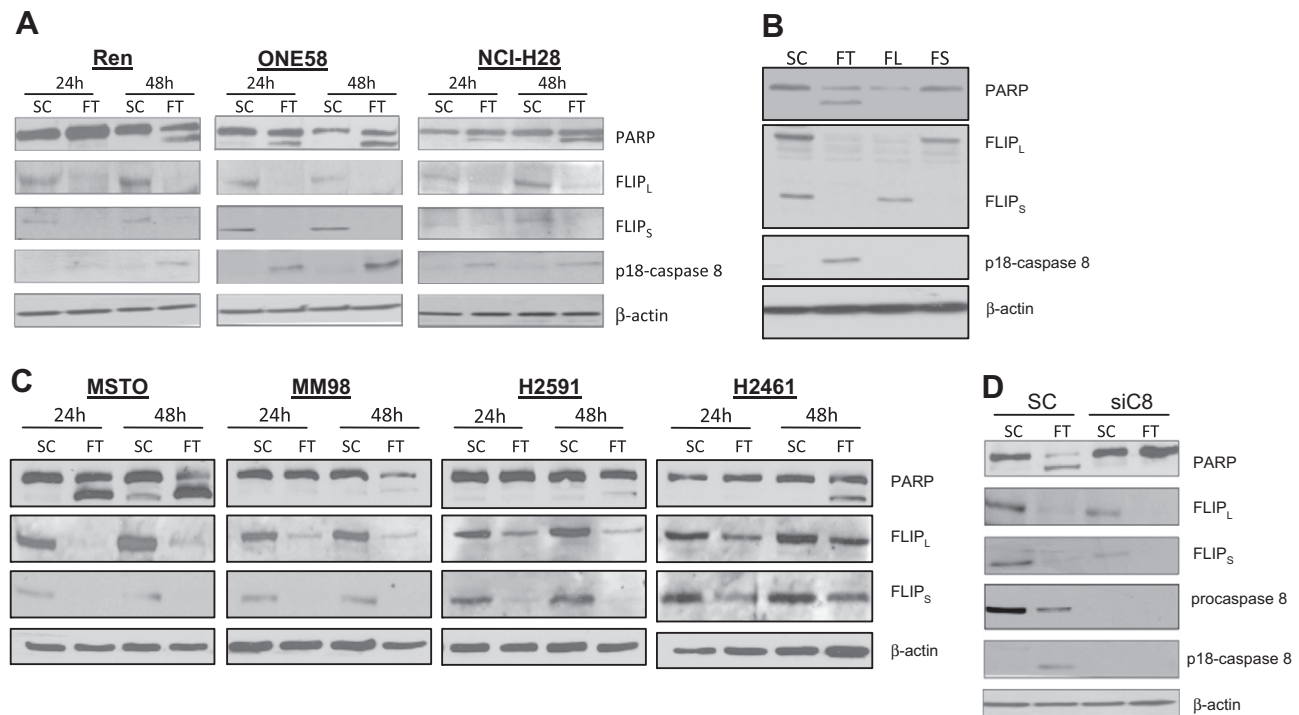 A
Ren ONE58 NCI-H28
24h 48h 24h 48h 24h 48h
SC FT SC FT SC FT SC FT SC FT SC FT
PARP
FLIPL
FLIPS
p18-caspase 8
β-actin
B
SC FT FL FS
PARP
FLIPL
FLIPS
p18-caspase 8
β-actin
C
MSTO MM98 H2591 H2461
24h 48h 24h 48h 24h 48h 24h 48h
SC FT SC FT SC FT SC FT SC FT SC FT SC FT SC FT
PARP
FLIPL
FLIPS
β-actin
D
SC siC8
SC FT SC FT
PARP
FLIPL
FLIPS
procaspase 8
p18-caspase 8
β-actin